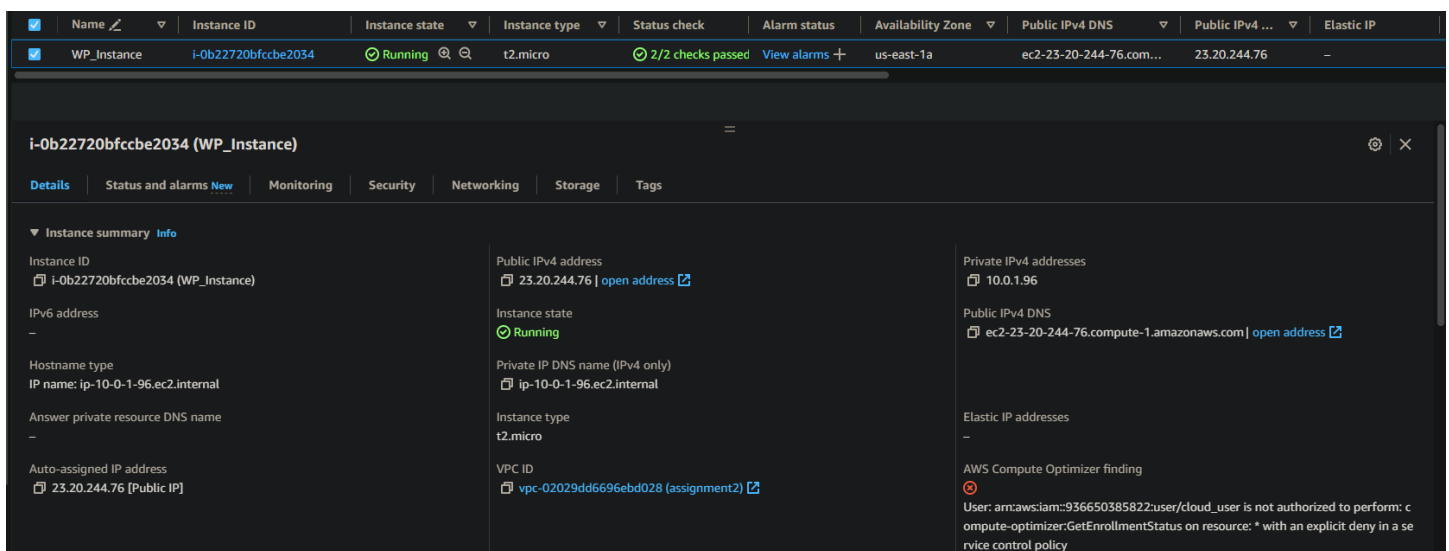 Name Instance ID Instance state Instance type Status check Alarm status Availability Zone Public IPv4 DNS Public IPv4 ... Elastic IP
WP_Instance i-0b22720bfccbe2034 Running t2.micro 2/2 checks passed View alarms + us-east-1a ec2-23-20-244-76.com... 23.20.244.76 –
i-0b22720bfccbe2034 (WP_Instance)
Details Status and alarms New Monitoring Security Networking Storage Tags
Instance summary Info
Instance ID Public IPv4 address Private IPv4 addresses
i-0b22720bfccbe2034 (WP_Instance) 23.20.244.76 | open address 10.0.1.96
IPv6 address Instance state Public IPv4 DNS
– Running ec2-23-20-244-76.compute-1.amazonaws.com | open address
Hostname type Private IP DNS name (IPv4 only)
IP name: ip-10-0-1-96.ec2.internal ip-10-0-1-96.ec2.internal
Answer private resource DNS name Instance type Elastic IP addresses
– t2.micro –
Auto-assigned IP address VPC ID AWS Compute Optimizer finding
23.20.244.76 [Public IP] vpc-02029dd6696ebd028 (assignment2)
User: arn:aws:iam::936650385822:user/cloud_user is not authorized to perform: c
ompute-optimizer:GetEnrollmentStatus on resource: * with an explicit deny in a se
rvice control policy